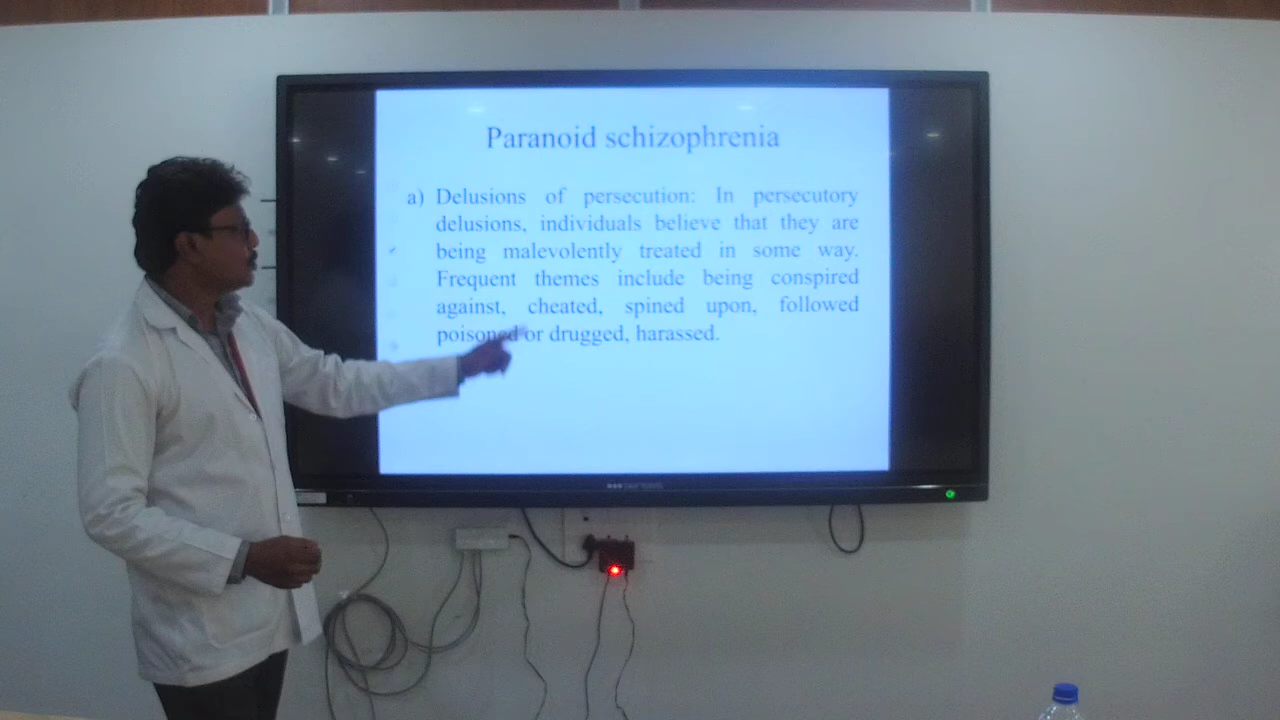 Paranoid schizophrenia
a) Delusions of persecution: In persecutory
delusions, individuals believe that they are
being malevolently treated in some way.
Frequent themes include being conspired
against, cheated, spined upon, followed
poisoned or drugged, harassed.